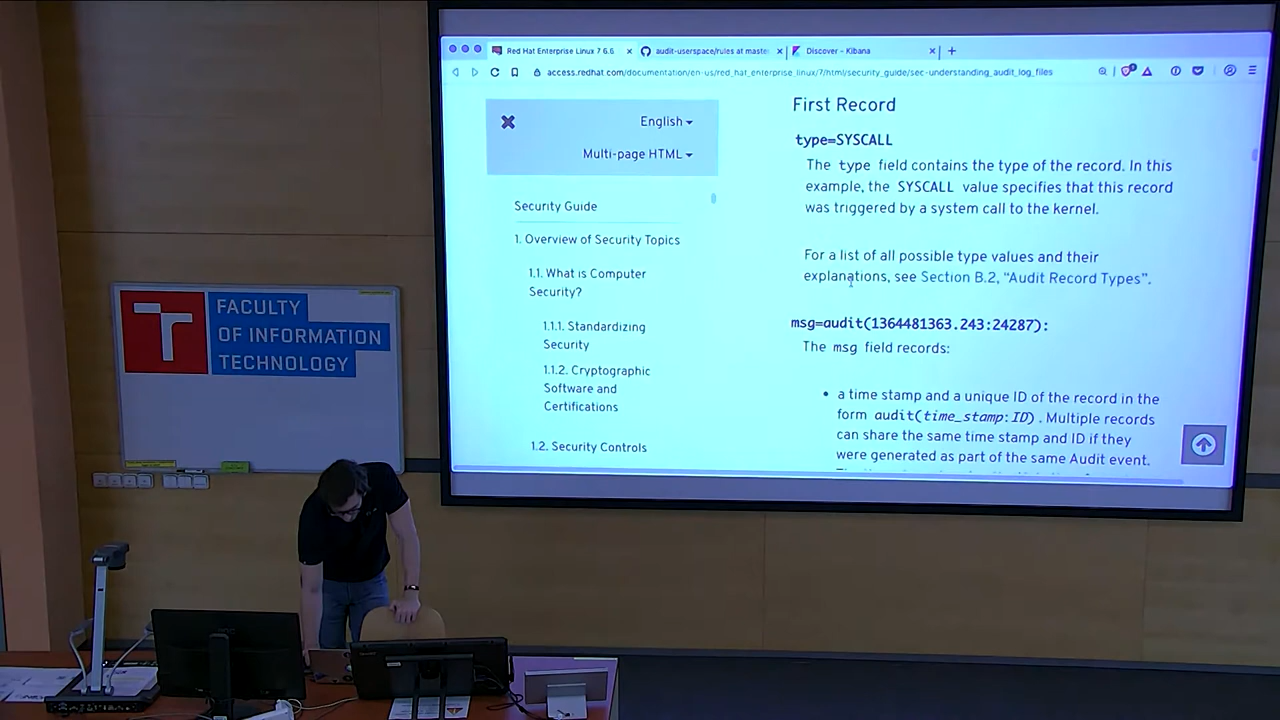 Red Hat Enterprise Linux 7 6.6
audit-userspace/rules at maste
Discover - Kibana
access.redhat.com/documentation/en-us/red_hat_enterprise_linux/7/html/security_guide/sec-understanding_audit_log_files
English
Multi-page HTML
Security Guide
1. Overview of Security Topics
1.1. What is Computer
Security?
1.1.1. Standardizing
Security
1.1.2. Cryptographic
Software and
Certifications
1.2. Security Controls
First Record
type=SYSCALL
The type field contains the type of the record. In this
example, the SYSCALL value specifies that this record
was triggered by a system call to the kernel.
For a list of all possible type values and their
explanations, see Section B.2, “Audit Record Types”.
msg=audit(1364481363.243:24287):
The msg field records:
• a time stamp and a unique ID of the record in the
form audit(time_stamp:ID). Multiple records
can share the same time stamp and ID if they
were generated as part of the same Audit event.
T
FACULTY
OF INFORMATION
TECHNOLOGY